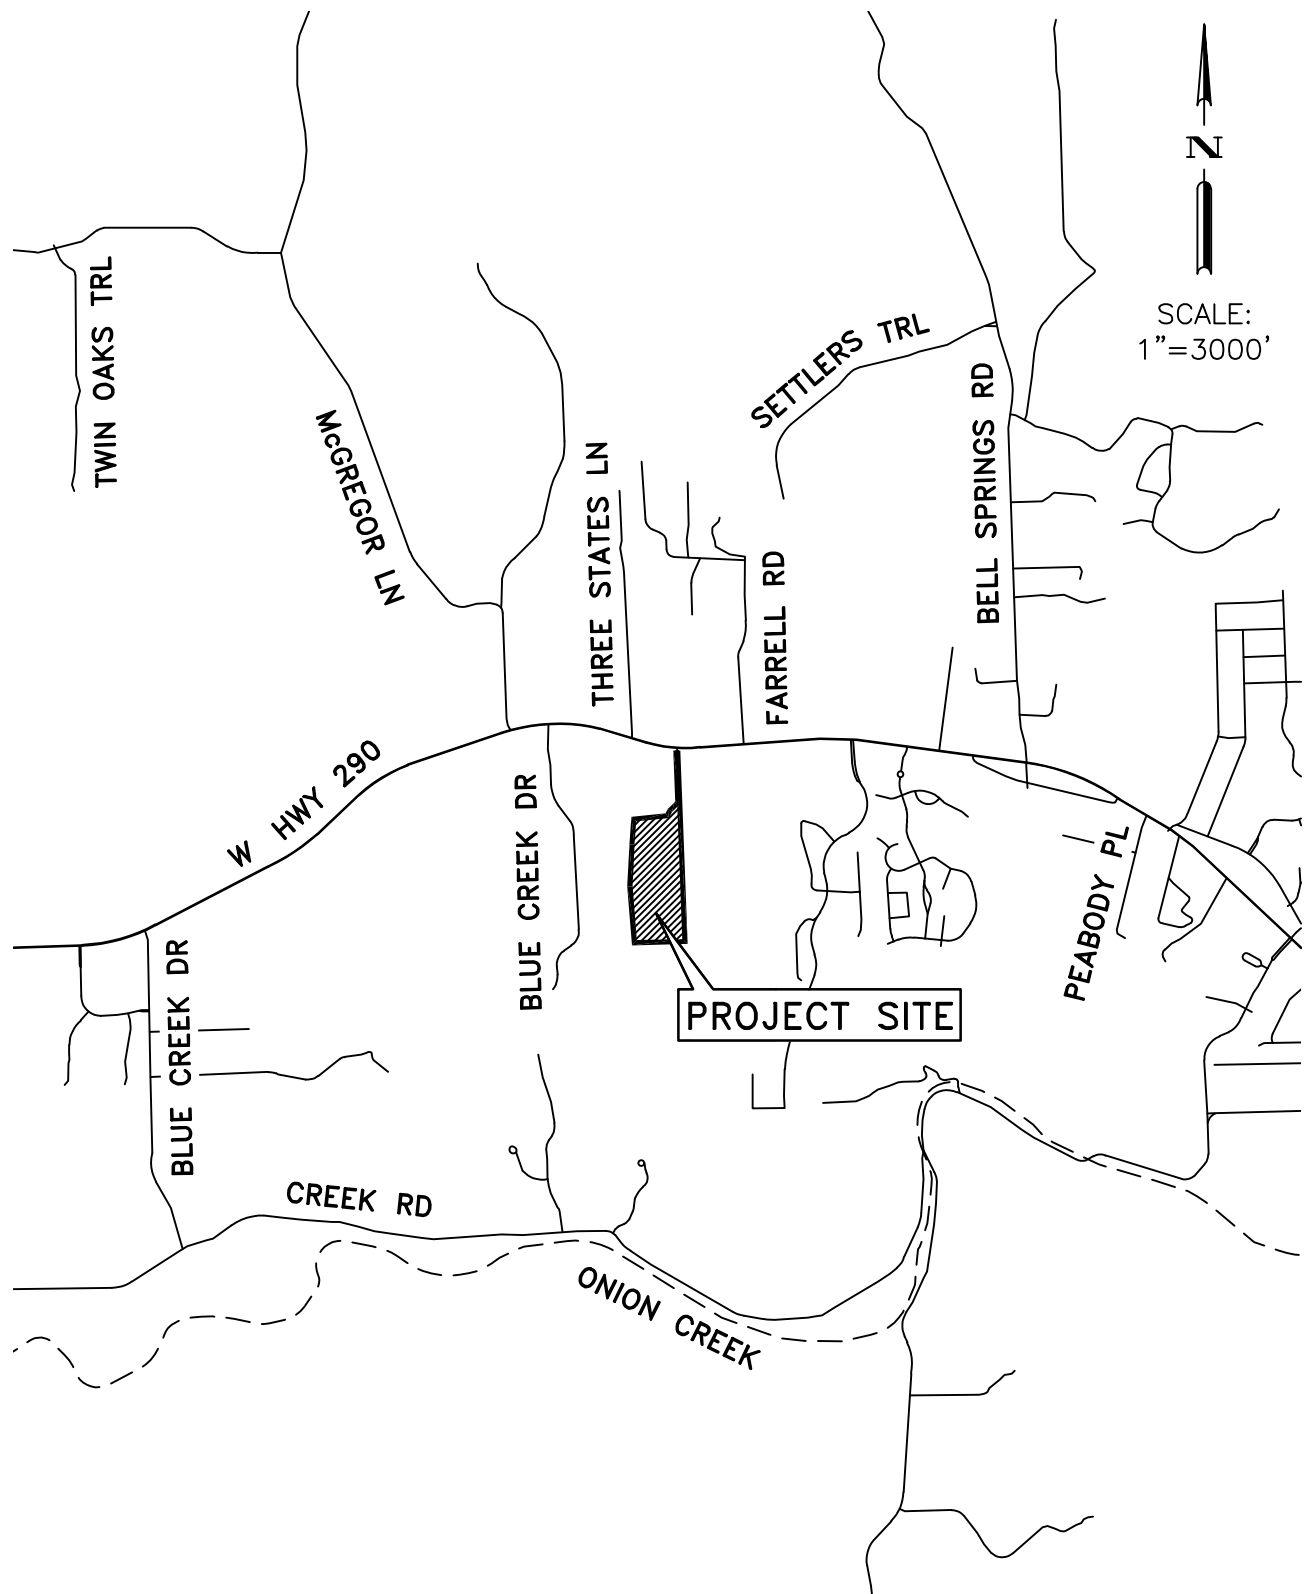 N
SCALE:
1"=3000'
TWIN OAKS TRL
McGREGOR LN
SETTLERS TRL
BELL SPRINGS RD
THREE STATES LN
FARRELL RD
W HWY 290
BLUE CREEK DR
PEABODY PL
BLUE CREEK DR
PROJECT SITE
CREEK RD
ONION CREEK